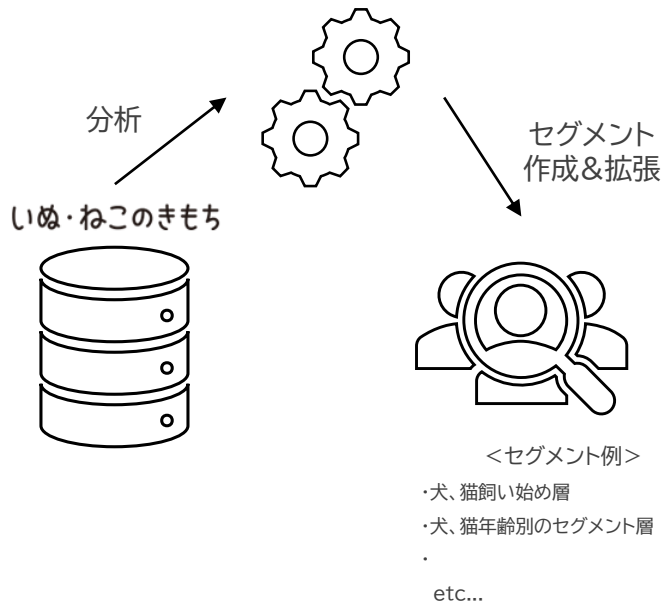 分析
セグメント
作成&拡張
いぬ・ねこのきもち
＜セグメント例＞
・犬、猫飼い始め層
・犬、猫年齢別のセグメント層
・
etc...